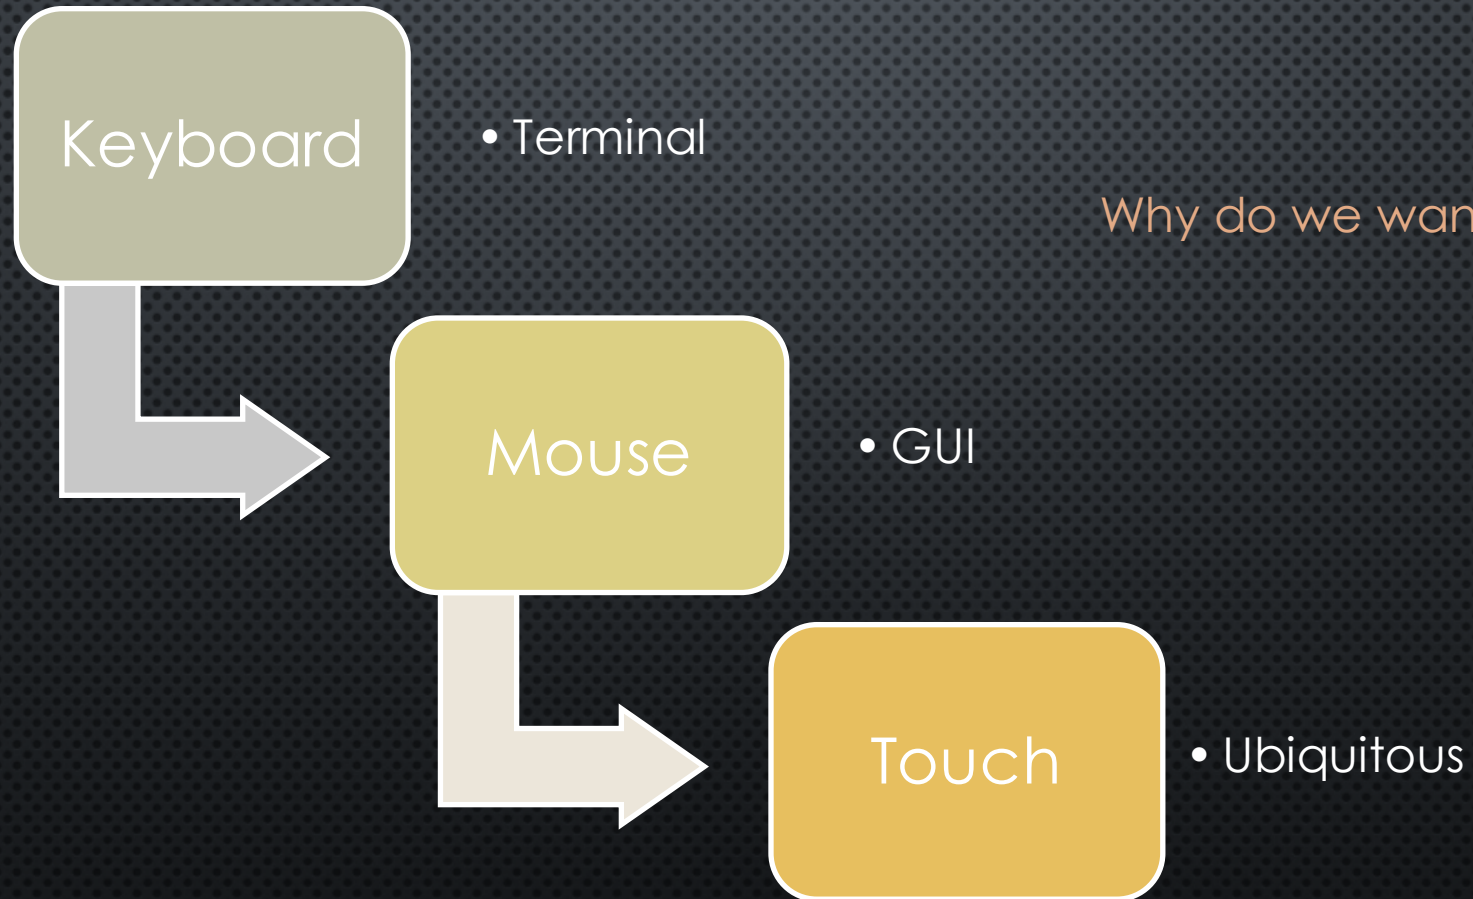 Keyboard
• Terminal
Why do we wan
Mouse
• GUI
Touch
• Ubiquitous